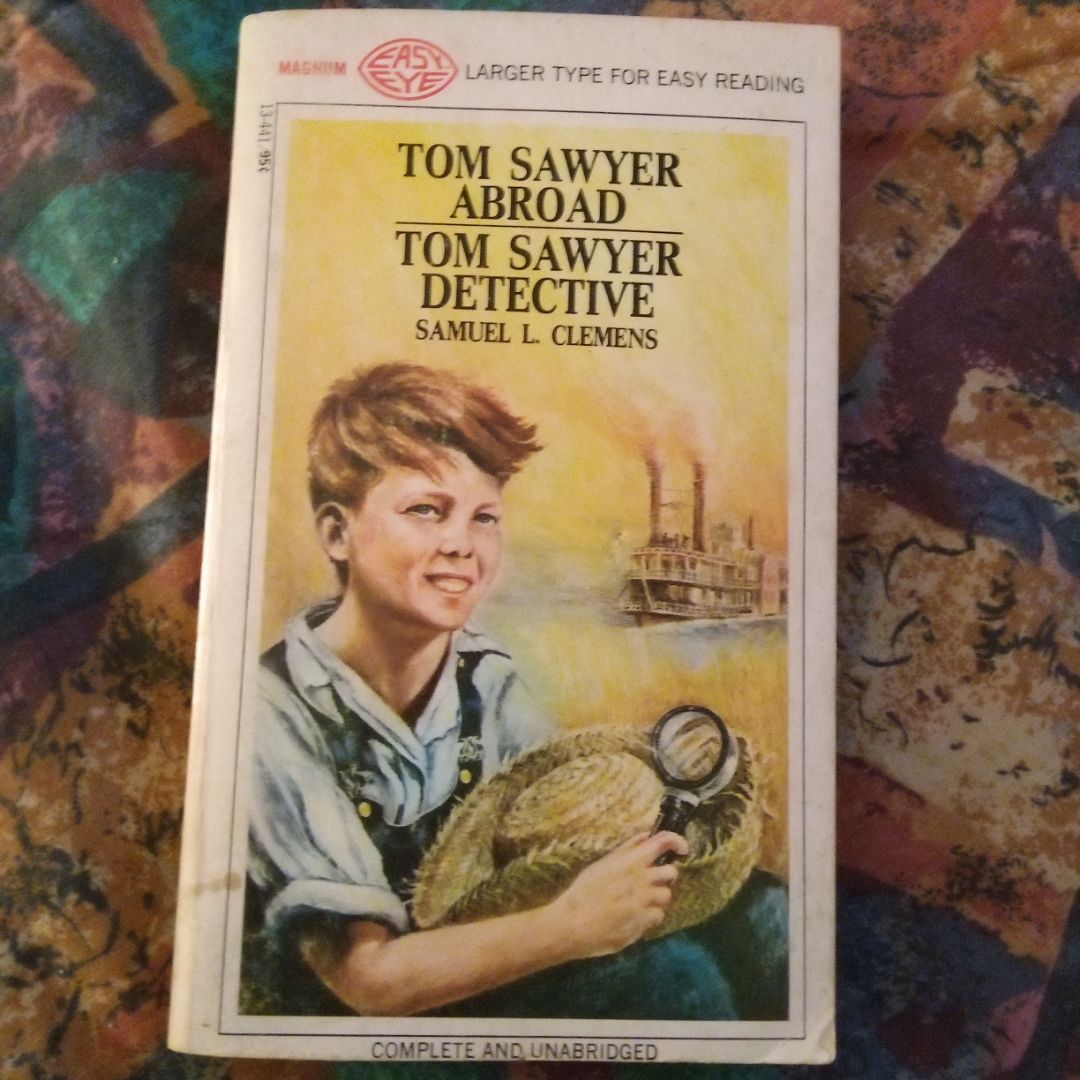 MAGNUM EASY EYE LARGER TYPE FOR EASY READING
13-441 95¢
TOM SAWYER
ABROAD
TOM SAWYER
DETECTIVE
SAMUEL L. CLEMENS
COMPLETE AND UNABRIDGED